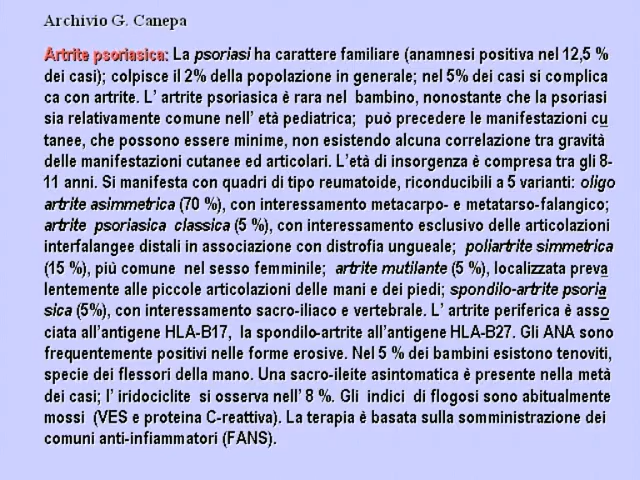 Archivio G. Canepa
Artrite psoriasica: La psoriasi ha carattere familiare (anamnesi positiva nel 12,5 %
dei casi); colpisce il 2% della popolazione in generale; nel 5% dei casi si complica
ca con artrite. L' artrite psoriasica è rara nel bambino, nonostante che la psoriasi
sia relativamente comune nell' età pediatrica; può precedere le manifestazioni cu
tanee, che possono essere minime, non esistendo alcuna correlazione tra gravità
delle manifestazioni cutanee ed articolari. L'età di insorgenza è compresa tra gli 8-
11 anni. Si manifesta con quadri di tipo reumatoide, riconducibili a 5 varianti: oligo
artrite asimmetrica (70 %), con interessamento metacarpo- e metatarso-falangico;
artrite psoriasica classica (5 %), con interessamento esclusivo delle articolazioni
interfalangee distali in associazione con distrofia ungueale; poliartrite simmetrica
(15 %), più comune nel sesso femminile; artrite mutilante (5 %), localizzata preva
lentemente alle piccole articolazioni delle mani e dei piedi; spondilo-artrite psoria
sica (5%), con interessamento sacro-iliaco e vertebrale. L' artrite periferica è asso
ciata all'antigene HLA-B17, la spondilo-artrite all'antigene HLA-B27. Gli ANA sono
frequentemente positivi nelle forme erosive. Nel 5 % dei bambini esistono tenoviti,
specie dei flessori della mano. Una sacro-ileite asintomatica è presente nella metà
dei casi; l' iridociclite si osserva nell' 8 %. Gli indici di flogosi sono abitualmente
mossi (VES e proteina C-reattiva). La terapia è basata sulla somministrazione dei
comuni anti-infiammatori (FANS).